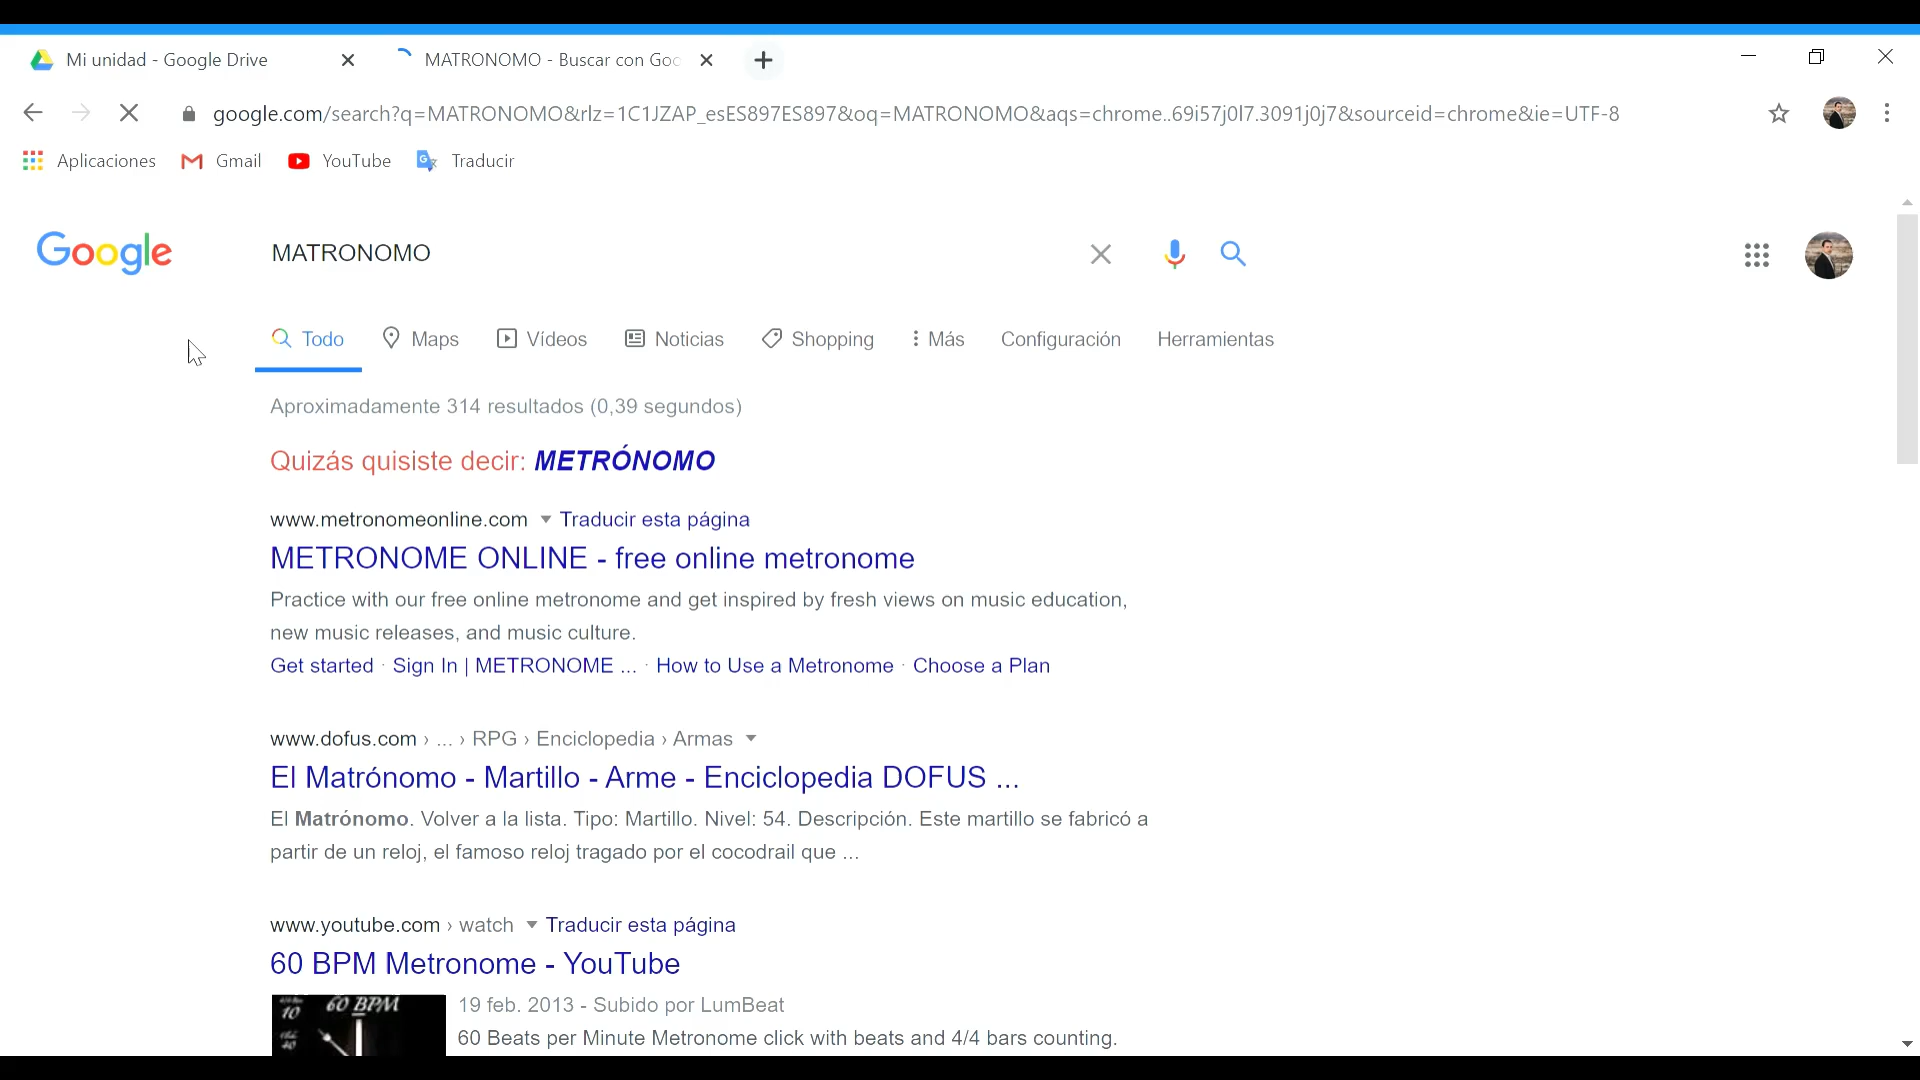 Mi unidad - Google Drive
MATRONOMO - Buscar con Goo
google.com/search?q=MATRONOMO&rlz=1C1JZAP_esES897ES897&oq=MATRONOMO&aqs=chrome..69i57j0l7.3091j0j7&sourceid=chrome&ie=UTF-8
Aplicaciones Gmail YouTube Traducir
Google MATRONOMO
Todo Maps Vídeos Noticias Shopping Más Configuración Herramientas
Aproximadamente 314 resultados (0,39 segundos)
Quizás quisiste decir: METRÓNOMO
www.metronomeonline.com Traducir esta página
METRONOME ONLINE - free online metronome
Practice with our free online metronome and get inspired by fresh views on music education,
new music releases, and music culture.
Get started · Sign In | METRONOME ... · How to Use a Metronome · Choose a Plan
www.dofus.com › ... › RPG › Enciclopedia › Armas
El Matrónomo - Martillo - Arme - Enciclopedia DOFUS ...
El Matrónomo. Volver a la lista. Tipo: Martillo. Nivel: 54. Descripción. Este martillo se fabricó a
partir de un reloj, el famoso reloj tragado por el cocodrail que ...
www.youtube.com › watch Traducir esta página
60 BPM Metronome - YouTube
10 60 BPM
19 feb. 2013 - Subido por LumBeat
60 Beats per Minute Metronome click with beats and 4/4 bars counting.